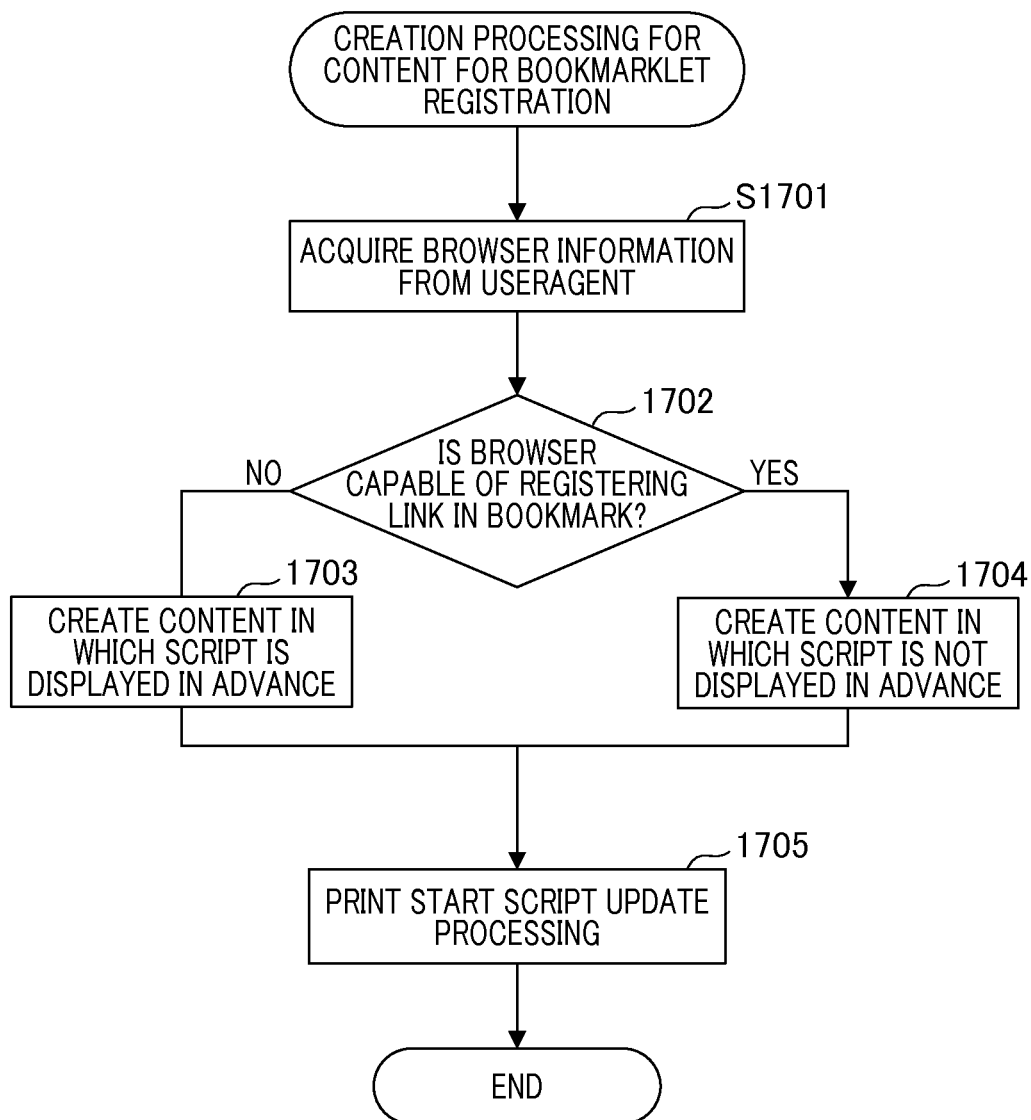 CREATION PROCESSING FOR
CONTENT FOR BOOKMARKLET
REGISTRATION
S1701
ACQUIRE BROWSER INFORMATION
FROM USERAGENT
1702
IS BROWSER
CAPABLE OF REGISTERING
LINK IN BOOKMARK?
NO
YES
1703
CREATE CONTENT IN
WHICH SCRIPT IS
DISPLAYED IN ADVANCE
1704
CREATE CONTENT IN
WHICH SCRIPT IS NOT
DISPLAYED IN ADVANCE
1705
PRINT START SCRIPT UPDATE
PROCESSING
END